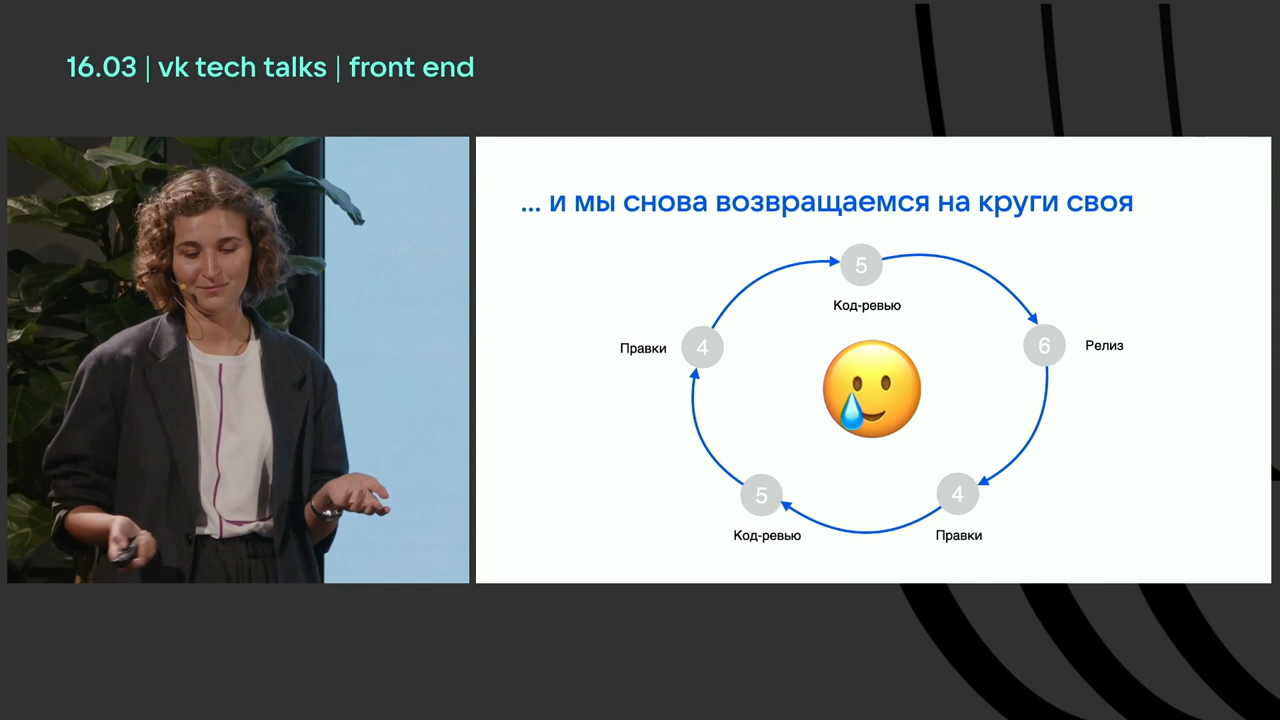 16.03 | vk tech talks | front end
... и мы снова возвращаемся на круги своя
5
Код-ревью
Правки
4
6
Релиз
5
Код-ревью
4
Правки